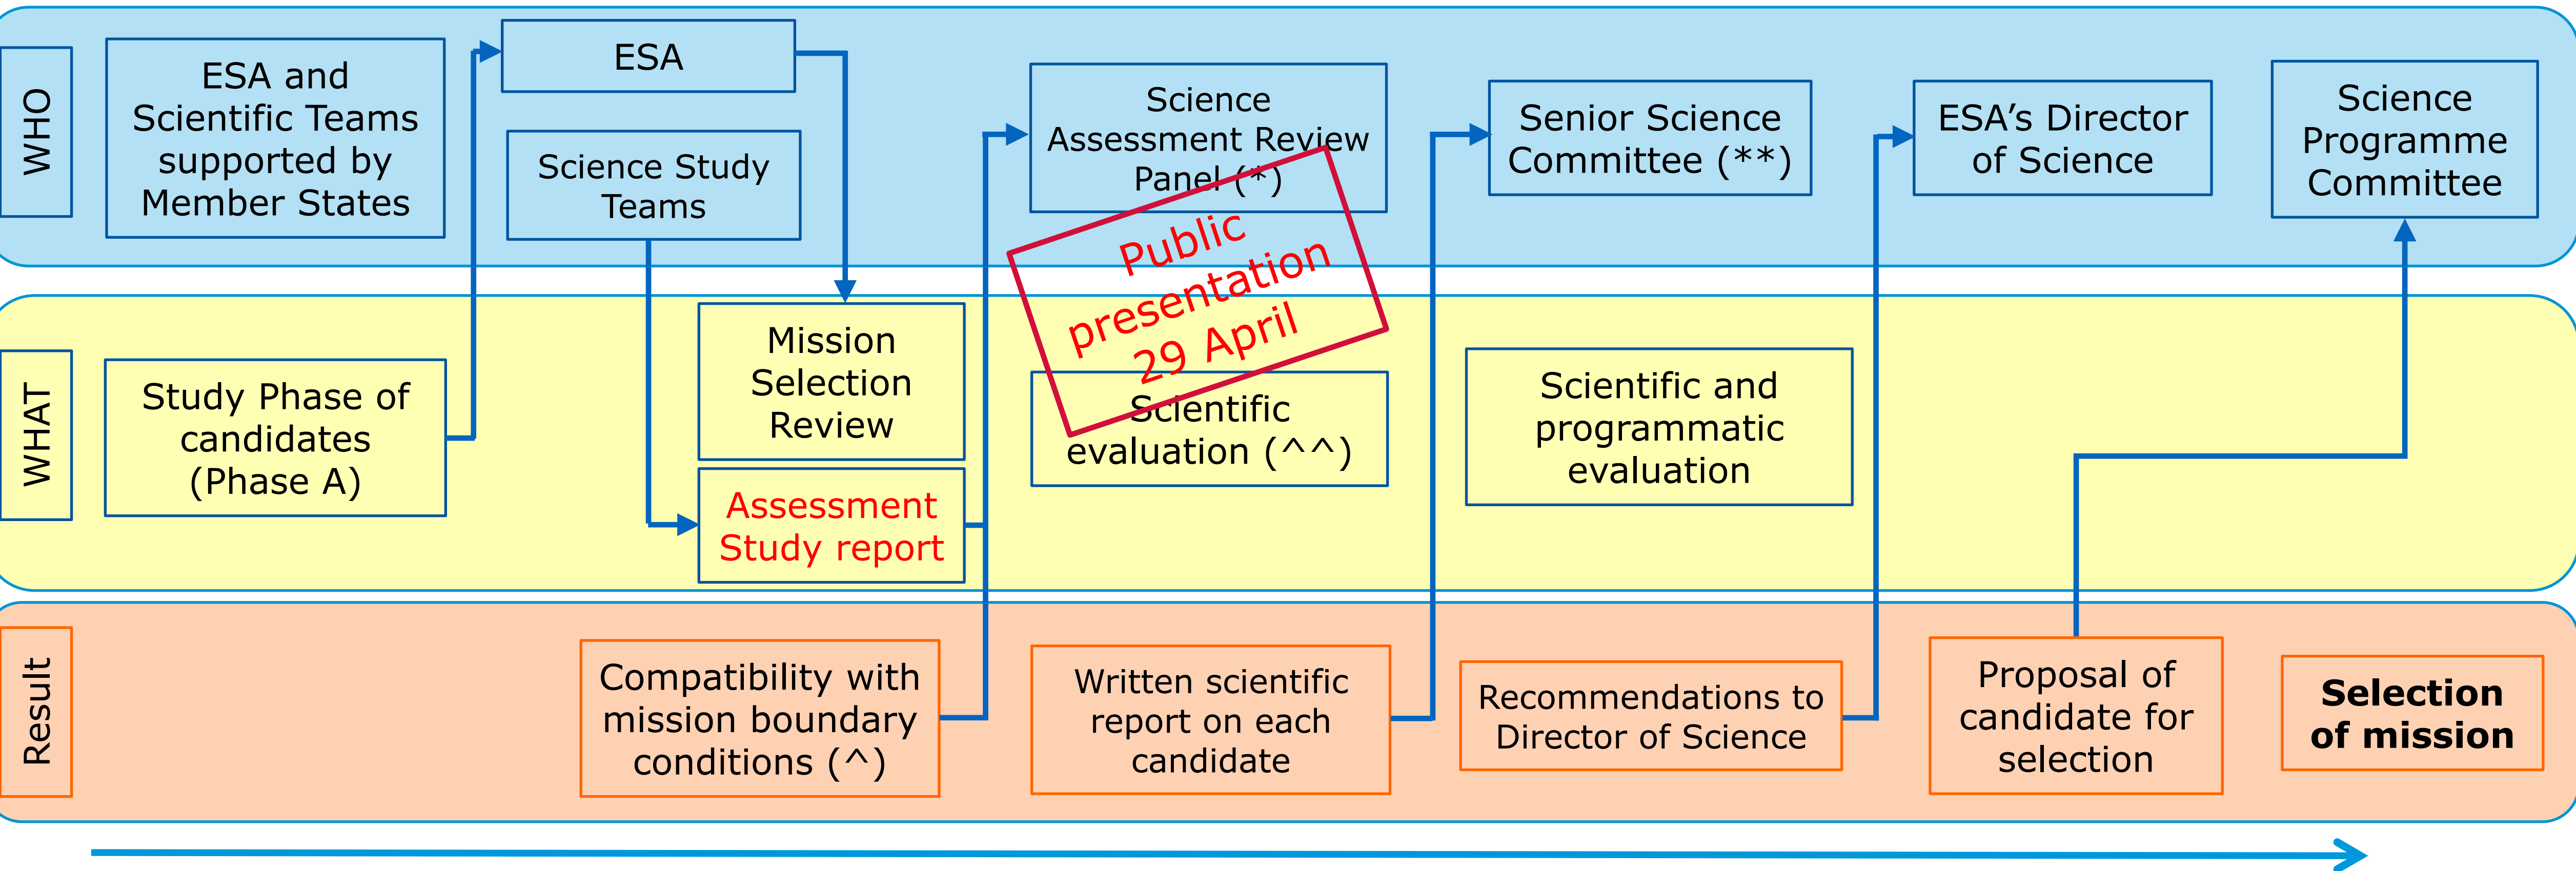 WHO
ESA and
Scientific Teams
supported by
Member States
ESA
Science Study
Teams
Science
Assessment Review
Panel (*)
Senior Science
Committee (**)
ESA’s Director
of Science
Science
Programme
Committee
Public
presentation
29 April
WHAT
Study Phase of
candidates
(Phase A)
Mission
Selection
Review
Assessment
Study report
Scientific
evaluation (^^)
Scientific and
programmatic
evaluation
Result
Compatibility with
mission boundary
conditions (^)
Written scientific
report on each
candidate
Recommendations to
Director of Science
Proposal of
candidate for
selection
Selection
of mission